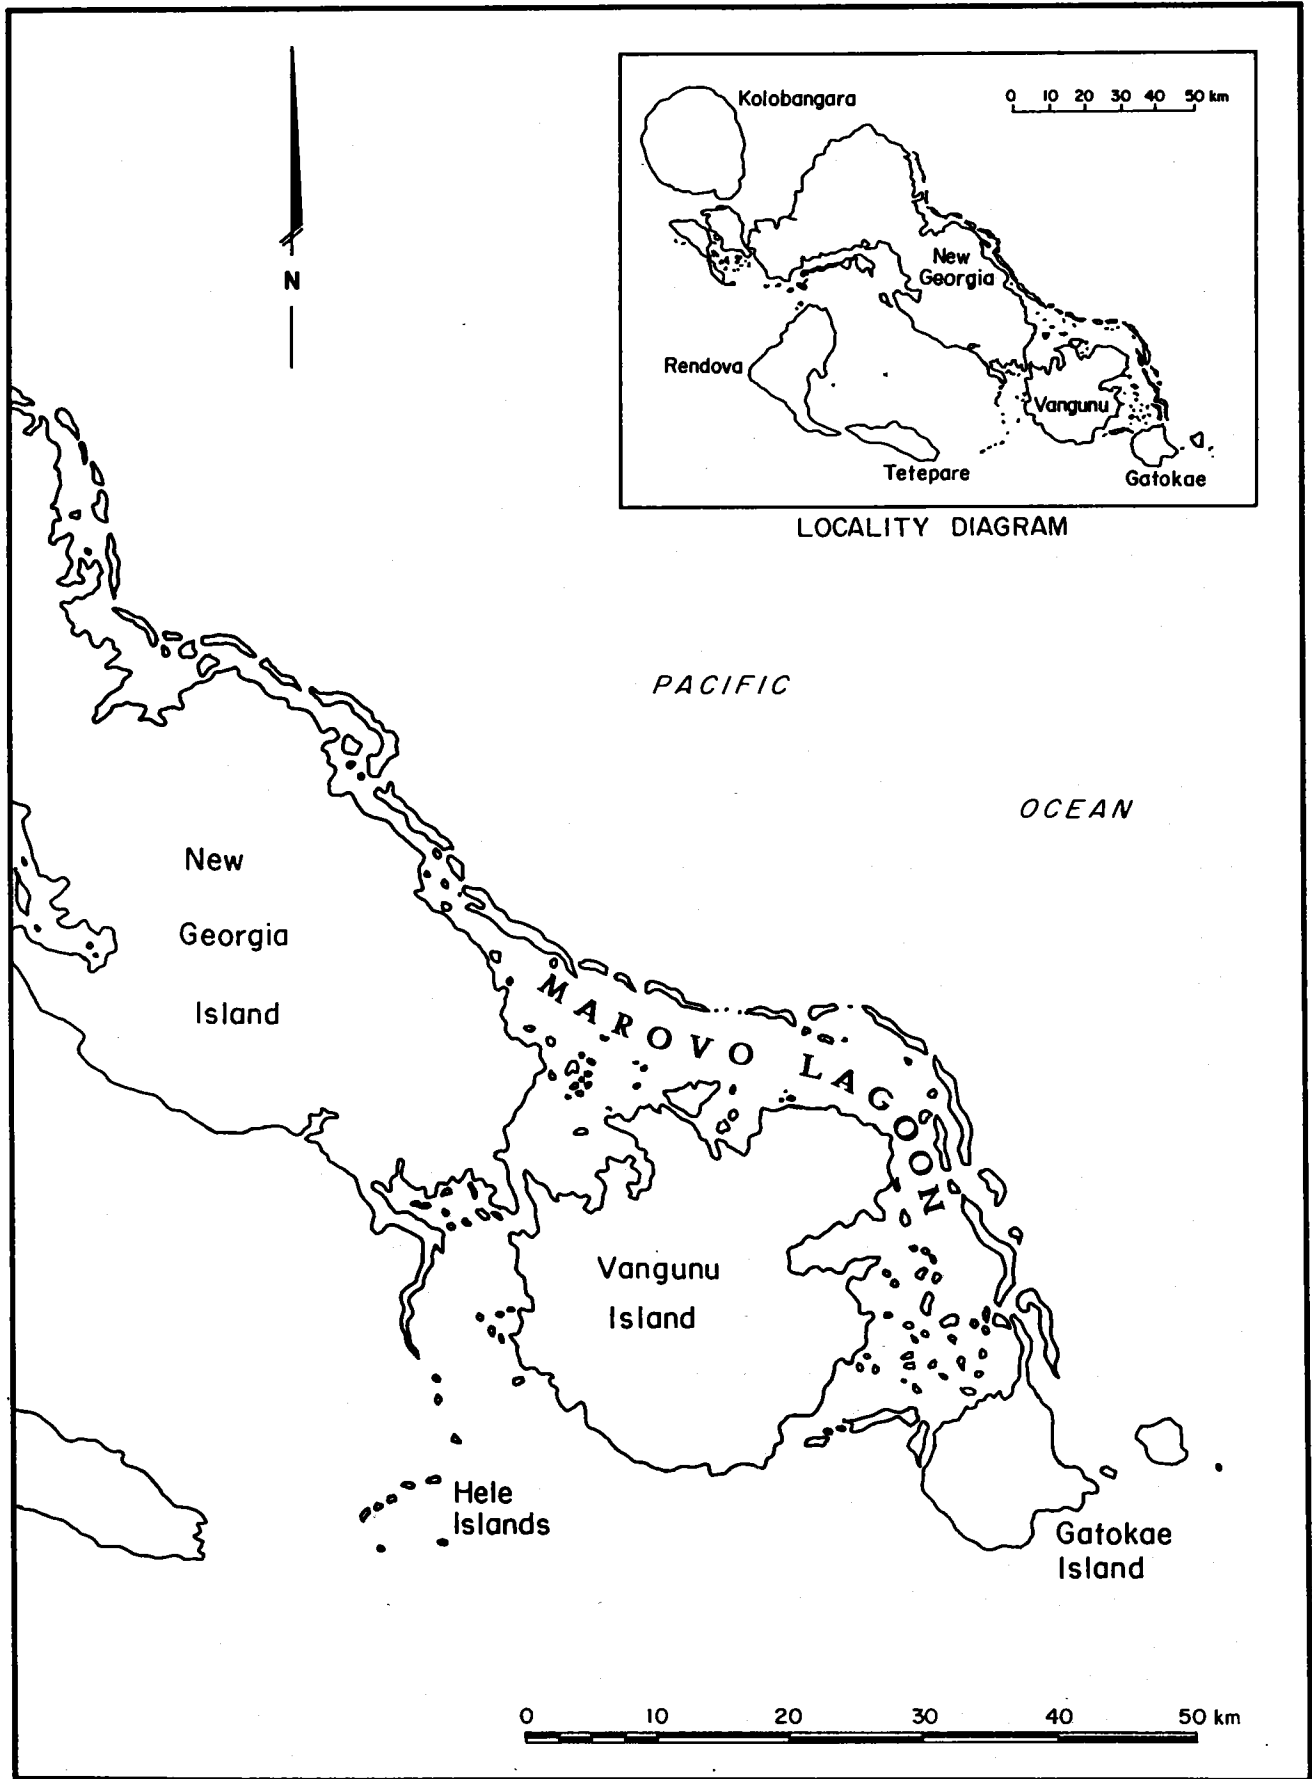 Kolobangara
0 10 20 30 40 50 km
New
Georgia
Rendova
Vangunu
Tetepare
Gatokae
LOCALITY DIAGRAM
N
PACIFIC
OCEAN
New
Georgia
Island
MAROVO LAGOON
Vangunu
Island
Hele
Islands
Gatokae
Island
0 10 20 30 40 50 km